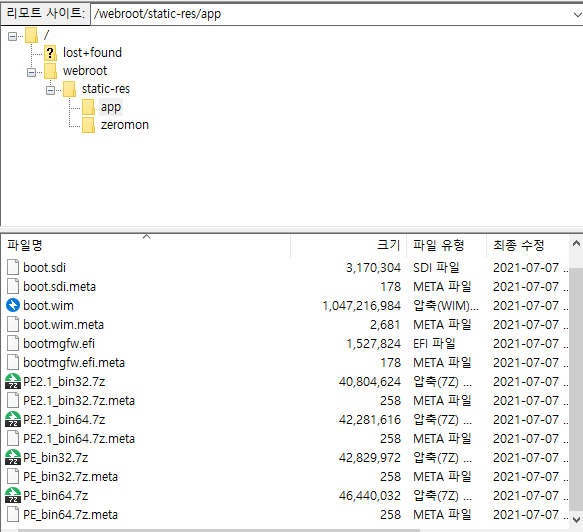 리모트 사이트: /webroot/static-res/app
/
lost+found
webroot
static-res
app
zeromon
파일명 크기 파일 유형 최종 수정
boot.sdi 3,170,304 SDI 파일 2021-07-07 ...
boot.sdi.meta 178 META 파일 2021-07-07 ...
boot.wim 1,047,216,984 압축(WIM)... 2021-07-07 ...
boot.wim.meta 2,681 META 파일 2021-07-07 ...
bootmgfw.efi 1,527,824 EFI 파일 2021-07-07 ...
bootmgfw.efi.meta 178 META 파일 2021-07-07 ...
PE2.1_bin32.7z 40,804,624 압축(7Z) ... 2021-07-07 ...
PE2.1_bin32.7z.meta 258 META 파일 2021-07-07 ...
PE2.1_bin64.7z 42,281,616 압축(7Z) ... 2021-07-07 ...
PE2.1_bin64.7z.meta 258 META 파일 2021-07-07 ...
PE_bin32.7z 42,829,972 압축(7Z) ... 2021-07-07 ...
PE_bin32.7z.meta 258 META 파일 2021-07-07 ...
PE_bin64.7z 46,440,032 압축(7Z) ... 2021-07-07 ...
PE_bin64.7z.meta 258 META 파일 2021-07-07 ...